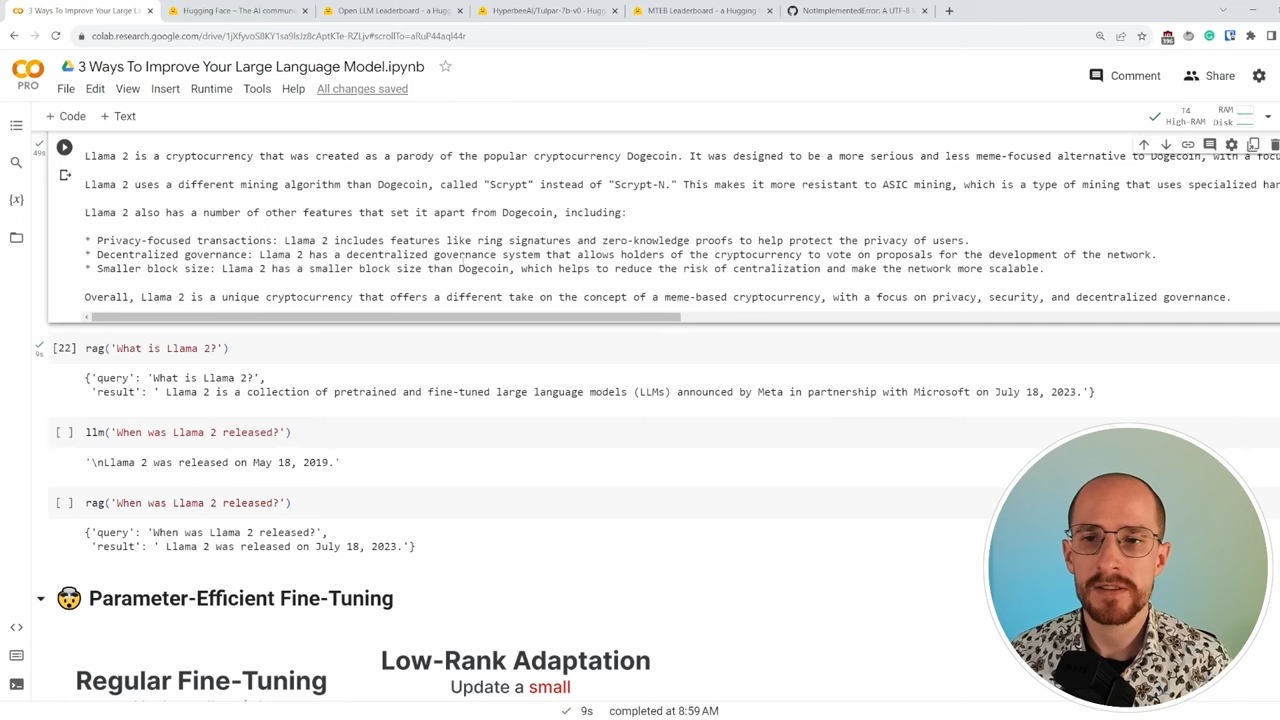 3 Ways To Improve Your Large L
Hugging Face – The AI commun
Open LLM Leaderboard - a Hugg
HyperbeeAI/Tulpar-7b-v0 · Hugg
MTEB Leaderboard - a Hugging F
NotImplementedError: A UTF-8 l
396
3 Ways To Improve Your Large Language Model.ipynb
PRO
File Edit View Insert Runtime Tools Help All changes saved
Comment
Share
+ Code + Text
T4
High-RAM
RAM
Disk
49s
Llama 2 is a cryptocurrency that was created as a parody of the popular cryptocurrency Dogecoin. It was designed to be a more serious and less meme-focused alternative to Dogecoin, with a focu
Llama 2 uses a different mining algorithm than Dogecoin, called "Scrypt" instead of "Scrypt-N." This makes it more resistant to ASIC mining, which is a type of mining that uses specialized har
Llama 2 also has a number of other features that set it apart from Dogecoin, including:
* Privacy-focused transactions: Llama 2 includes features like ring signatures and zero-knowledge proofs to help protect the privacy of users.
* Decentralized governance: Llama 2 has a decentralized governance system that allows holders of the cryptocurrency to vote on proposals for the development of the network.
* Smaller block size: Llama 2 has a smaller block size than Dogecoin, which helps to reduce the risk of centralization and make the network more scalable.
Overall, Llama 2 is a unique cryptocurrency that offers a different take on the concept of a meme-based cryptocurrency, with a focus on privacy, security, and decentralized governance.
9s
[22] rag('What is Llama 2?')
{'query': 'What is Llama 2?',
'result': ' Llama 2 is a collection of pretrained and fine-tuned large language models (LLMs) announced by Meta in partnership with Microsoft on July 18, 2023.'}
[ ] llm('When was Llama 2 released?')
'\nLlama 2 was released on May 18, 2019.'
[ ] rag('When was Llama 2 released?')
{'query': 'When was Llama 2 released?',
'result': ' Llama 2 was released on July 18, 2023.'}
Parameter-Efficient Fine-Tuning
Low-Rank Adaptation
Regular Fine-Tuning
Update a small
9s completed at 8:59 AM